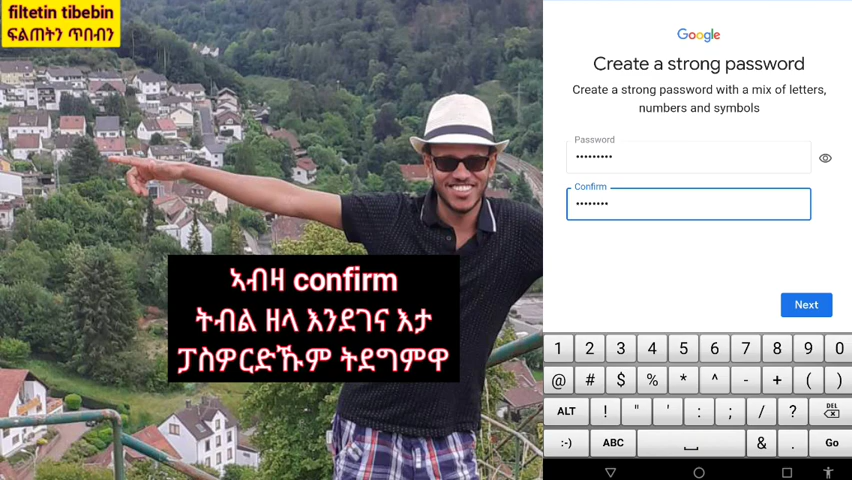 filtetin tibebin
ፍልጠትን ጥበብን
ኣብዛ confirm
ትብል ዘላ እንደገና እታ
ፓስዎርድኹም ትደግምዋ
Google
Create a strong password
Create a strong password with a mix of letters,
numbers and symbols
Password
•••••••••
Confirm
••••••••
Next
1 2 3 4 5 6 7 8 9 0
@ # $ % * ^ - + ( )
ALT ! " ' : ; / ? DEL
:-) ABC & . Go